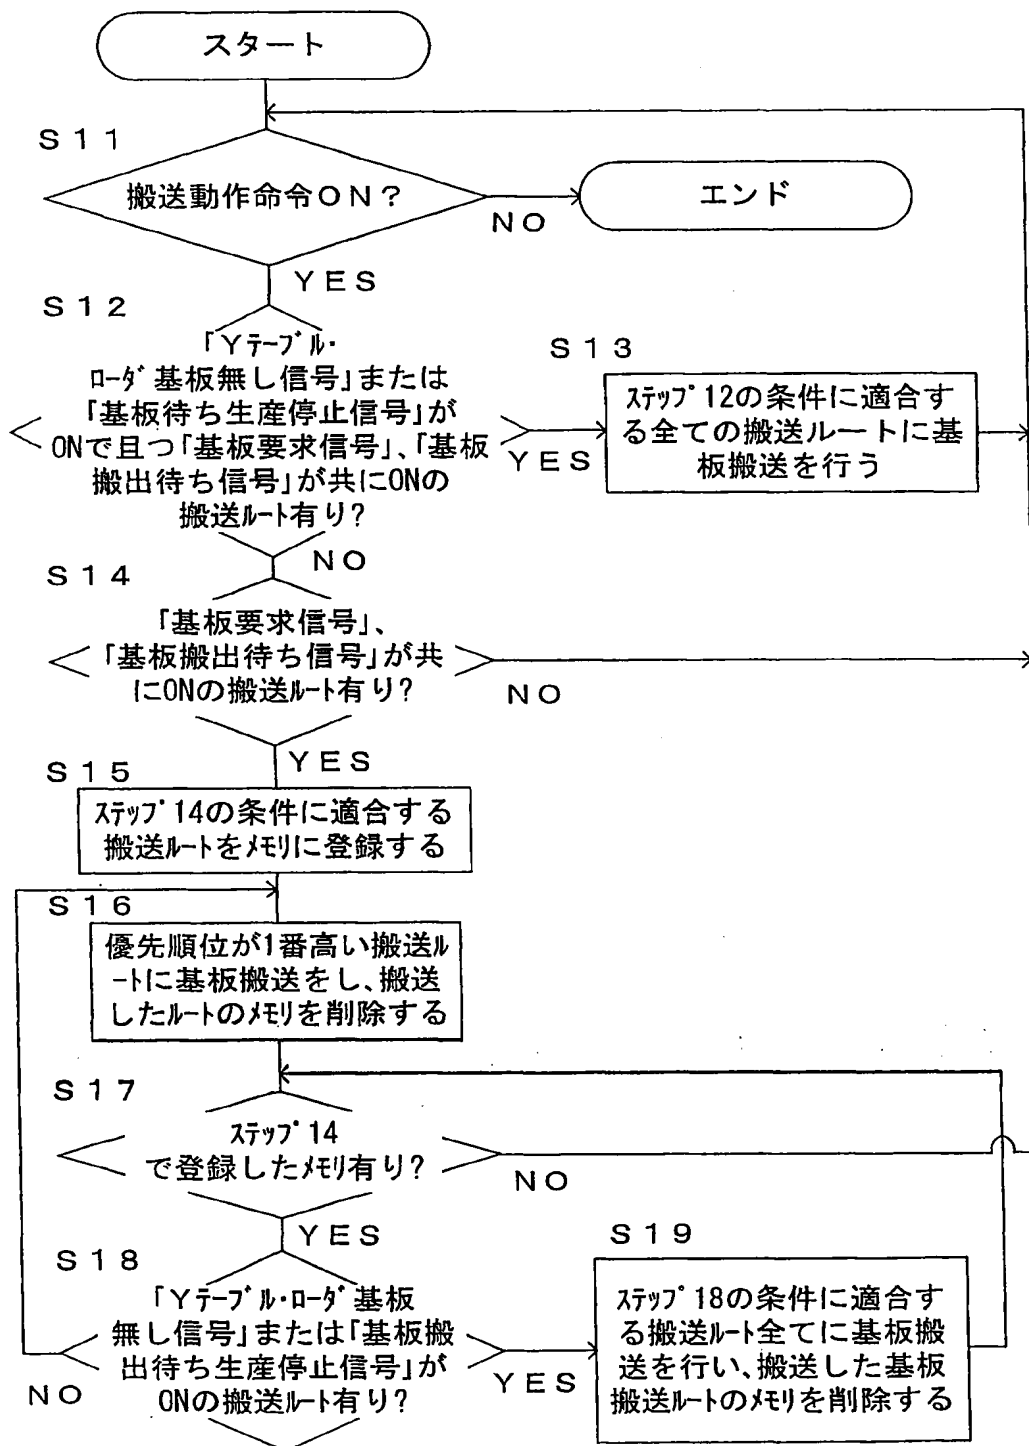 スタート
S11
搬送動作命令ON?
NO
エンド
YES
S12
「Yﾃｰﾌﾞﾙ･
ﾛｰﾀﾞ基板無し信号」または
「基板待ち生産停止信号」が
ONで且つ「基板要求信号」、「基板
搬出待ち信号」が共にONの
搬送ﾙｰﾄ有り?
YES
S13
ｽﾃｯﾌﾟ12の条件に適合す
る全ての搬送ルートに基
板搬送を行う
NO
S14
「基板要求信号」、
「基板搬出待ち信号」が共
にONの搬送ﾙｰﾄ有り?
NO
YES
S15
ｽﾃｯﾌﾟ14の条件に適合する
搬送ﾙｰﾄをﾒﾓﾘに登録する
S16
優先順位が1番高い搬送ﾙ
ｰﾄに基板搬送をし、搬送
したﾙｰﾄのﾒﾓﾘを削除する
S17
ｽﾃｯﾌﾟ14
で登録したﾒﾓﾘ有り?
NO
YES
S18
「Yﾃｰﾌﾞﾙ･ﾛｰﾀﾞ基板
無し信号」または「基板搬
出待ち生産停止信号」が
ONの搬送ﾙｰﾄ有り?
NO
YES
S19
ｽﾃｯﾌﾟ18の条件に適合す
る搬送ﾙｰﾄ全てに基板搬
送を行い、搬送した基板
搬送ﾙｰﾄのﾒﾓﾘを削除する